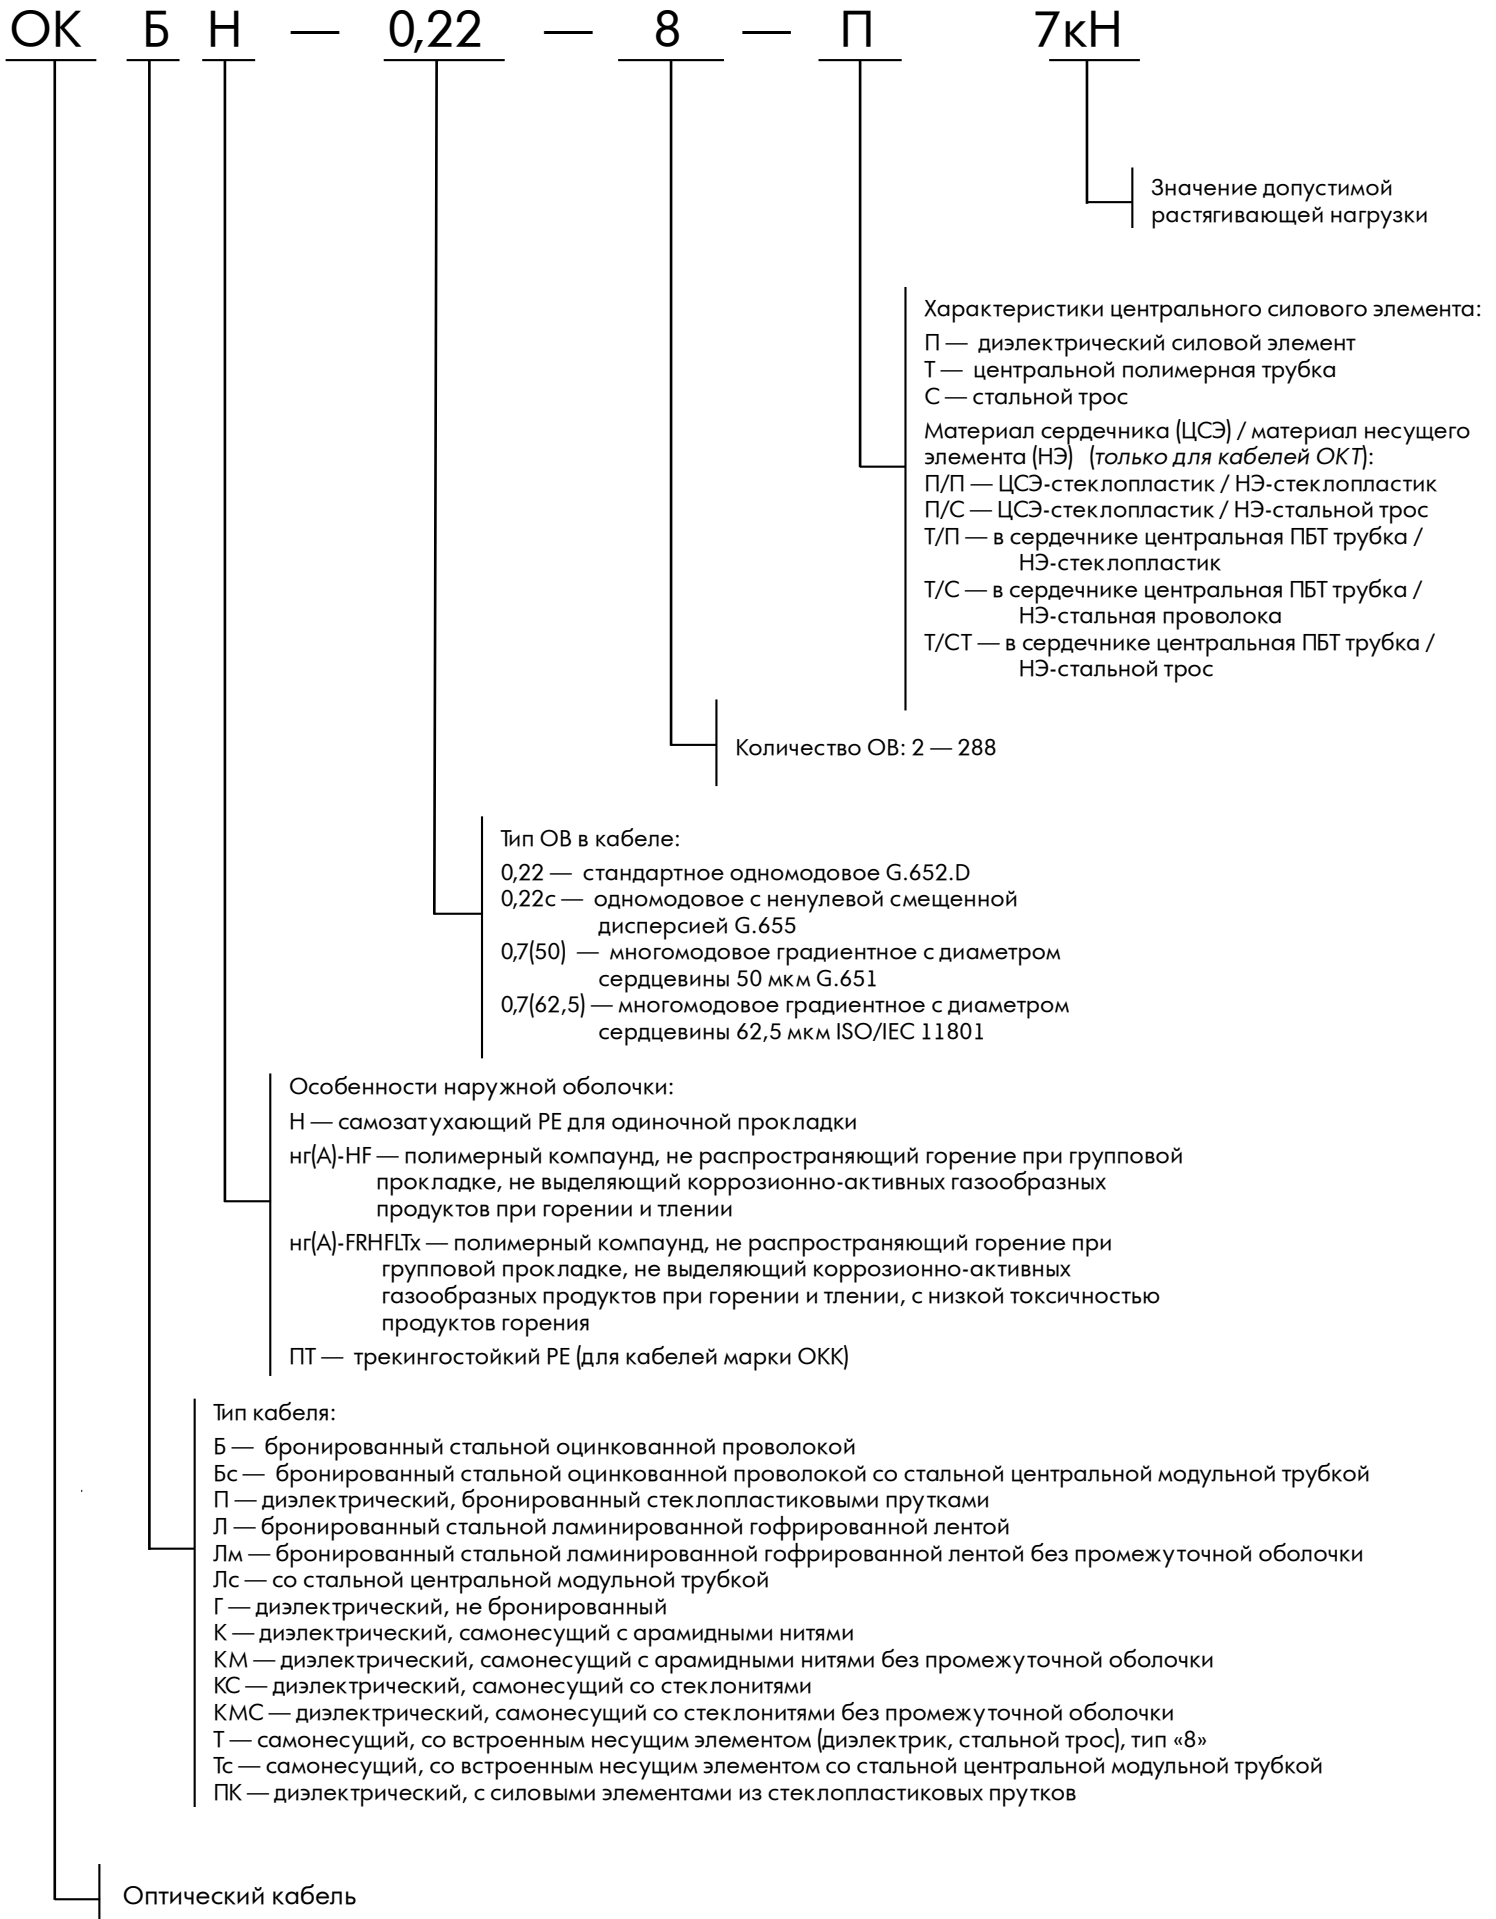 ОК Б Н — 0,22 — 8 — П 7кН
Значение допустимой
растягивающей нагрузки
Характеристики центрального силового элемента:
П — диэлектрический силовой элемент
Т — центральной полимерная трубка
С — стальной трос
Материал сердечника (ЦСЭ) / материал несущего
элемента (НЭ) (только для кабелей ОКТ):
П/П — ЦСЭ-стеклопластик / НЭ-стеклопластик
П/С — ЦСЭ-стеклопластик / НЭ-стальной трос
Т/П — в сердечнике центральная ПБТ трубка /
НЭ-стеклопластик
Т/С — в сердечнике центральная ПБТ трубка /
НЭ-стальная проволока
Т/СТ — в сердечнике центральная ПБТ трубка /
НЭ-стальной трос
Количество ОВ: 2 — 288
Тип ОВ в кабеле:
0,22 — стандартное одномодовое G.652.D
0,22с — одномодовое с ненулевой смещенной
дисперсией G.655
0,7(50) — многомодовое градиентное с диаметром
сердцевины 50 мкм G.651
0,7(62,5) — многомодовое градиентное с диаметром
сердцевины 62,5 мкм ISO/IEC 11801
Особенности наружной оболочки:
Н — самозатухающий РЕ для одиночной прокладки
нг(А)-HF — полимерный компаунд, не распространяющий горение при групповой
прокладке, не выделяющий коррозионно-активных газообразных
продуктов при горении и тлении
нг(А)-FRHFLTx — полимерный компаунд, не распространяющий горение при
групповой прокладке, не выделяющий коррозионно-активных
газообразных продуктов при горении и тлении, с низкой токсичностью
продуктов горения
ПТ — трекингостойкий РЕ (для кабелей марки ОКК)
Тип кабеля:
Б — бронированный стальной оцинкованной проволокой
Бс — бронированный стальной оцинкованной проволокой со стальной центральной модульной трубкой
П — диэлектрический, бронированный стеклопластиковыми прутками
Л — бронированный стальной ламинированной гофрированной лентой
Лм — бронированный стальной ламинированной гофрированной лентой без промежуточной оболочки
Лс — со стальной центральной модульной трубкой
Г — диэлектрический, не бронированный
К — диэлектрический, самонесущий с арамидными нитями
КМ — диэлектрический, самонесущий с арамидными нитями без промежуточной оболочки
КС — диэлектрический, самонесущий со стеклонитями
КМС — диэлектрический, самонесущий со стеклонитями без промежуточной оболочки
Т — самонесущий, со встроенным несущим элементом (диэлектрик, стальной трос), тип «8»
Тс — самонесущий, со встроенным несущим элементом со стальной центральной модульной трубкой
ПК — диэлектрический, с силовыми элементами из стеклопластиковых прутков
Оптический кабель